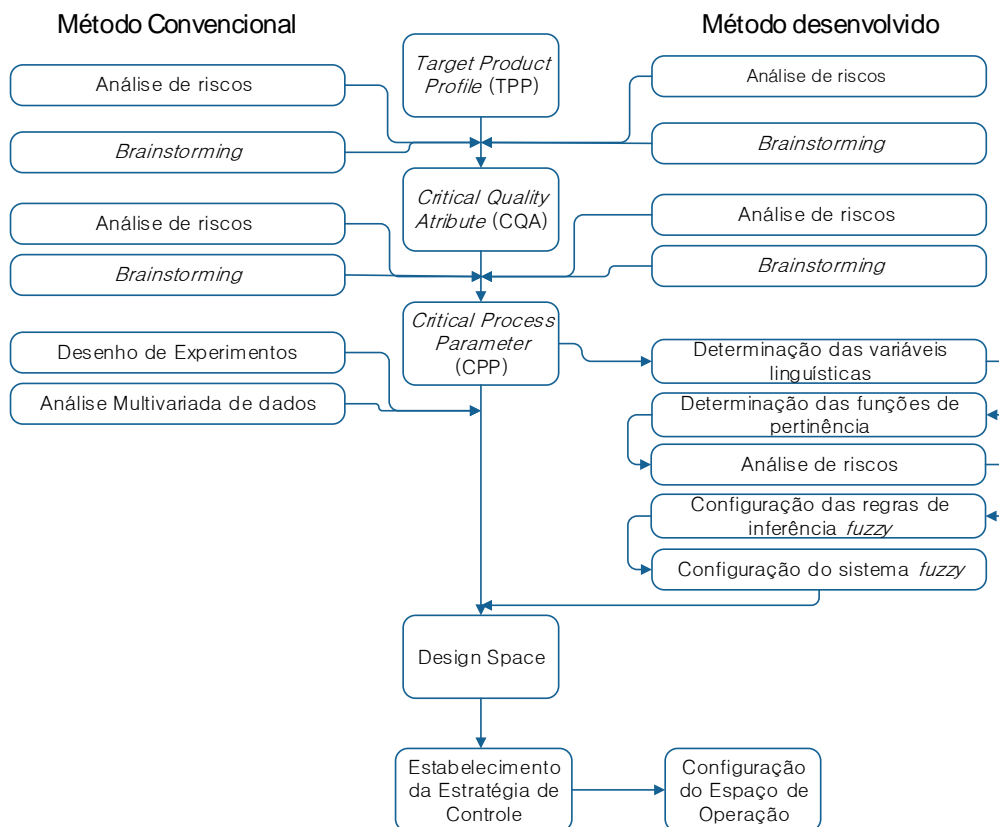 Método Convencional
Método desenvolvido
Target Product
Profile (TPP)
Análise de riscos
Análise de riscos
Brainstorming
Brainstorming
Critical Quality
Atribute (CQA)
Análise de riscos
Análise de riscos
Brainstorming
Brainstorming
Critical Process
Parameter
(CPP)
Desenho de Experimentos
Determinação das variáveis
linguísticas
Análise Multivariada de dados
Determinação das funções de
pertinência
Análise de riscos
Configuração das regras de
inferência fuzzy
Configuração do sistema fuzzy
Design Space
Estabelecimento
da Estratégia de
Controle
Configuração
do Espaço de
Operação